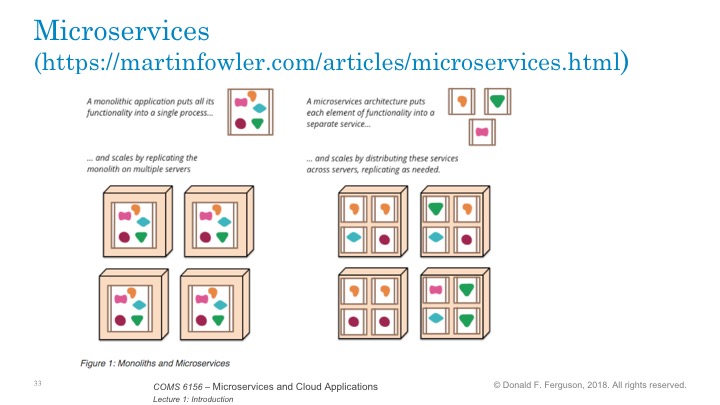 Microservices
(https://martinfowler.com/articles/microservices.html)
A monolithic application puts all its
functionality into a single process...
A microservices architecture puts
each element of functionality into a
separate service...
... and scales by replicating the
monolith on multiple servers
... and scales by distributing these services
across servers, replicating as needed.
Figure 1: Monoliths and Microservices
33
COMS 6156 – Microservices and Cloud Applications
Lecture 1: Introduction
© Donald F. Ferguson, 2018. All rights reserved.